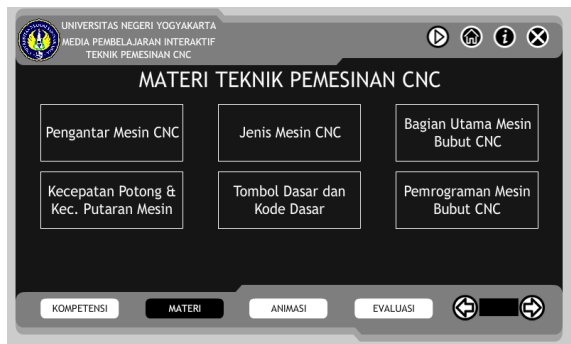 UNIVERSITAS NEGERI YOGYAKARTA
MEDIA PEMBELAJARAN INTERAKTIF
TEKNIK PEMESINAN CNC
MATERI TEKNIK PEMESINAN CNC
Pengantar Mesin CNC
Jenis Mesin CNC
Bagian Utama Mesin
Bubut CNC
Kecepatan Potong &
Kec. Putaran Mesin
Tombol Dasar dan
Kode Dasar
Pemrograman Mesin
Bubut CNC
KOMPETENSI
MATERI
ANIMASI
EVALUASI